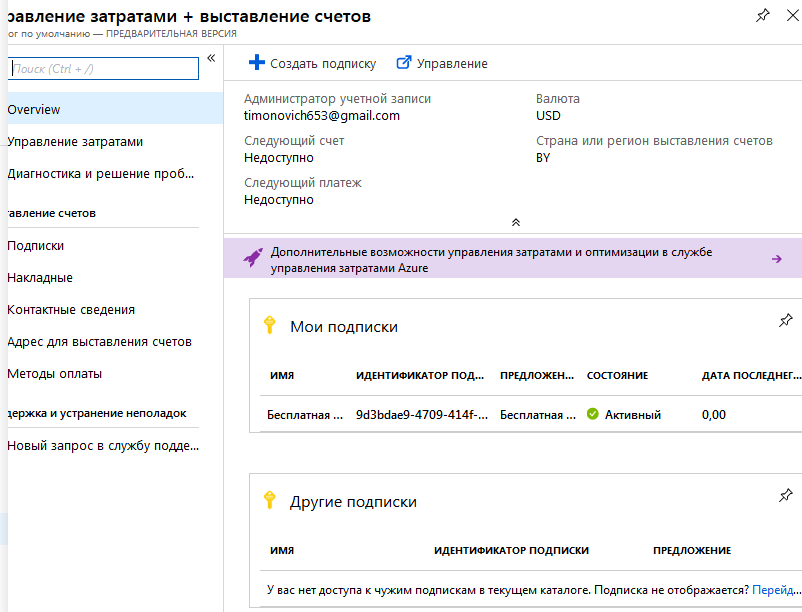 равление затратами + выставление счетов
ог по умолчанию — ПРЕДВАРИТЕЛЬНАЯ ВЕРСИЯ
Поиск (Ctrl + /)
«
Overview
Управление затратами
Диагностика и решение проб...
тавление счетов
Подписки
Накладные
Контактные сведения
Адрес для выставления счетов
Методы оплаты
держка и устранение неполадок
Новый запрос в службу подде...
Создать подписку
Управление
Администратор учетной записи
timonovich653@gmail.com
Валюта
USD
Следующий счет
Недоступно
Страна или регион выставления счетов
BY
Следующий платеж
Недоступно
Дополнительные возможности управления затратами и оптимизации в службе
управления затратами Azure
Мои подписки
ИМЯ ИДЕНТИФИКАТОР ПОД... ПРЕДЛОЖЕН... СОСТОЯНИЕ ДАТА ПОСЛЕДНЕГ...
Бесплатная ... 9d3bdae9-4709-414f-... Бесплатная ... Активный 0,00
Другие подписки
ИМЯ ИДЕНТИФИКАТОР ПОДПИСКИ ПРЕДЛОЖЕНИЕ
У вас нет доступа к чужим подпискам в текущем каталоге. Подписка не отображается? Перейд...